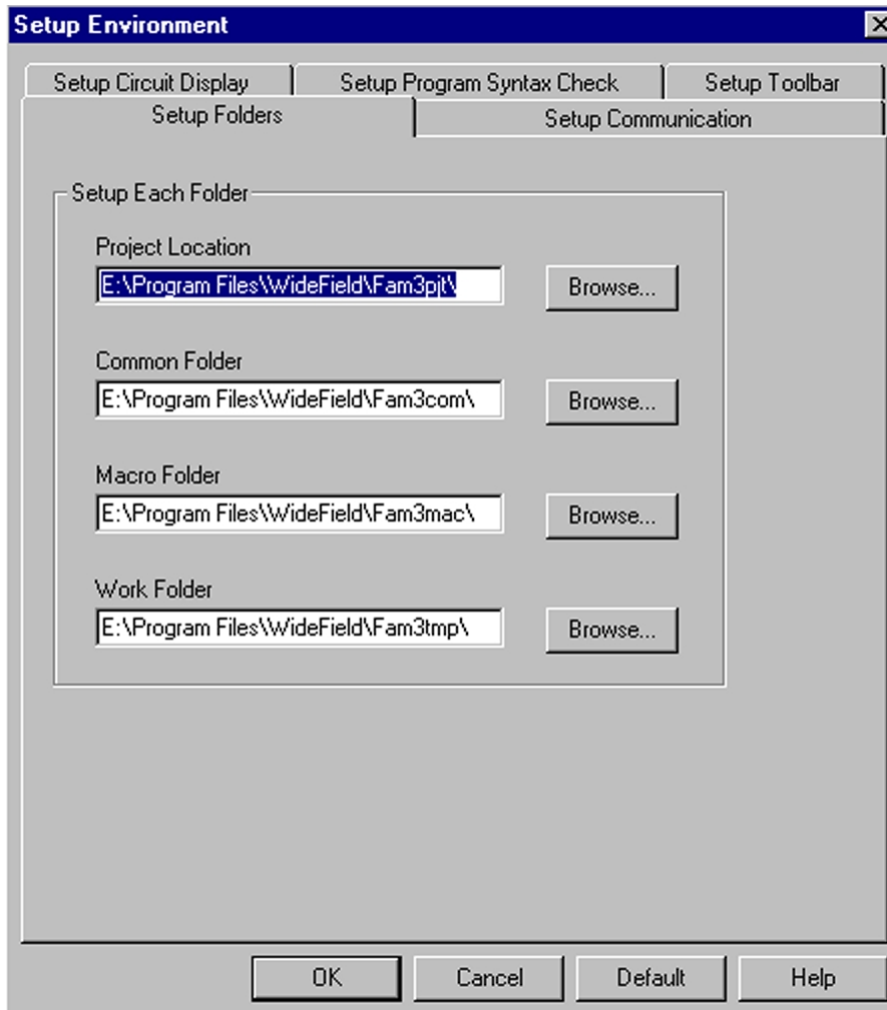 Setup Environment
Setup Circuit Display Setup Program Syntax Check Setup Toolbar
Setup Folders Setup Communication
Setup Each Folder
Project Location
E:\Program Files\WideField\Fam3pjt\ Browse...
Common Folder
E:\Program Files\WideField\Fam3com\ Browse...
Macro Folder
E:\Program Files\WideField\Fam3mac\ Browse...
Work Folder
E:\Program Files\WideField\Fam3tmp\ Browse...
OK Cancel Default Help